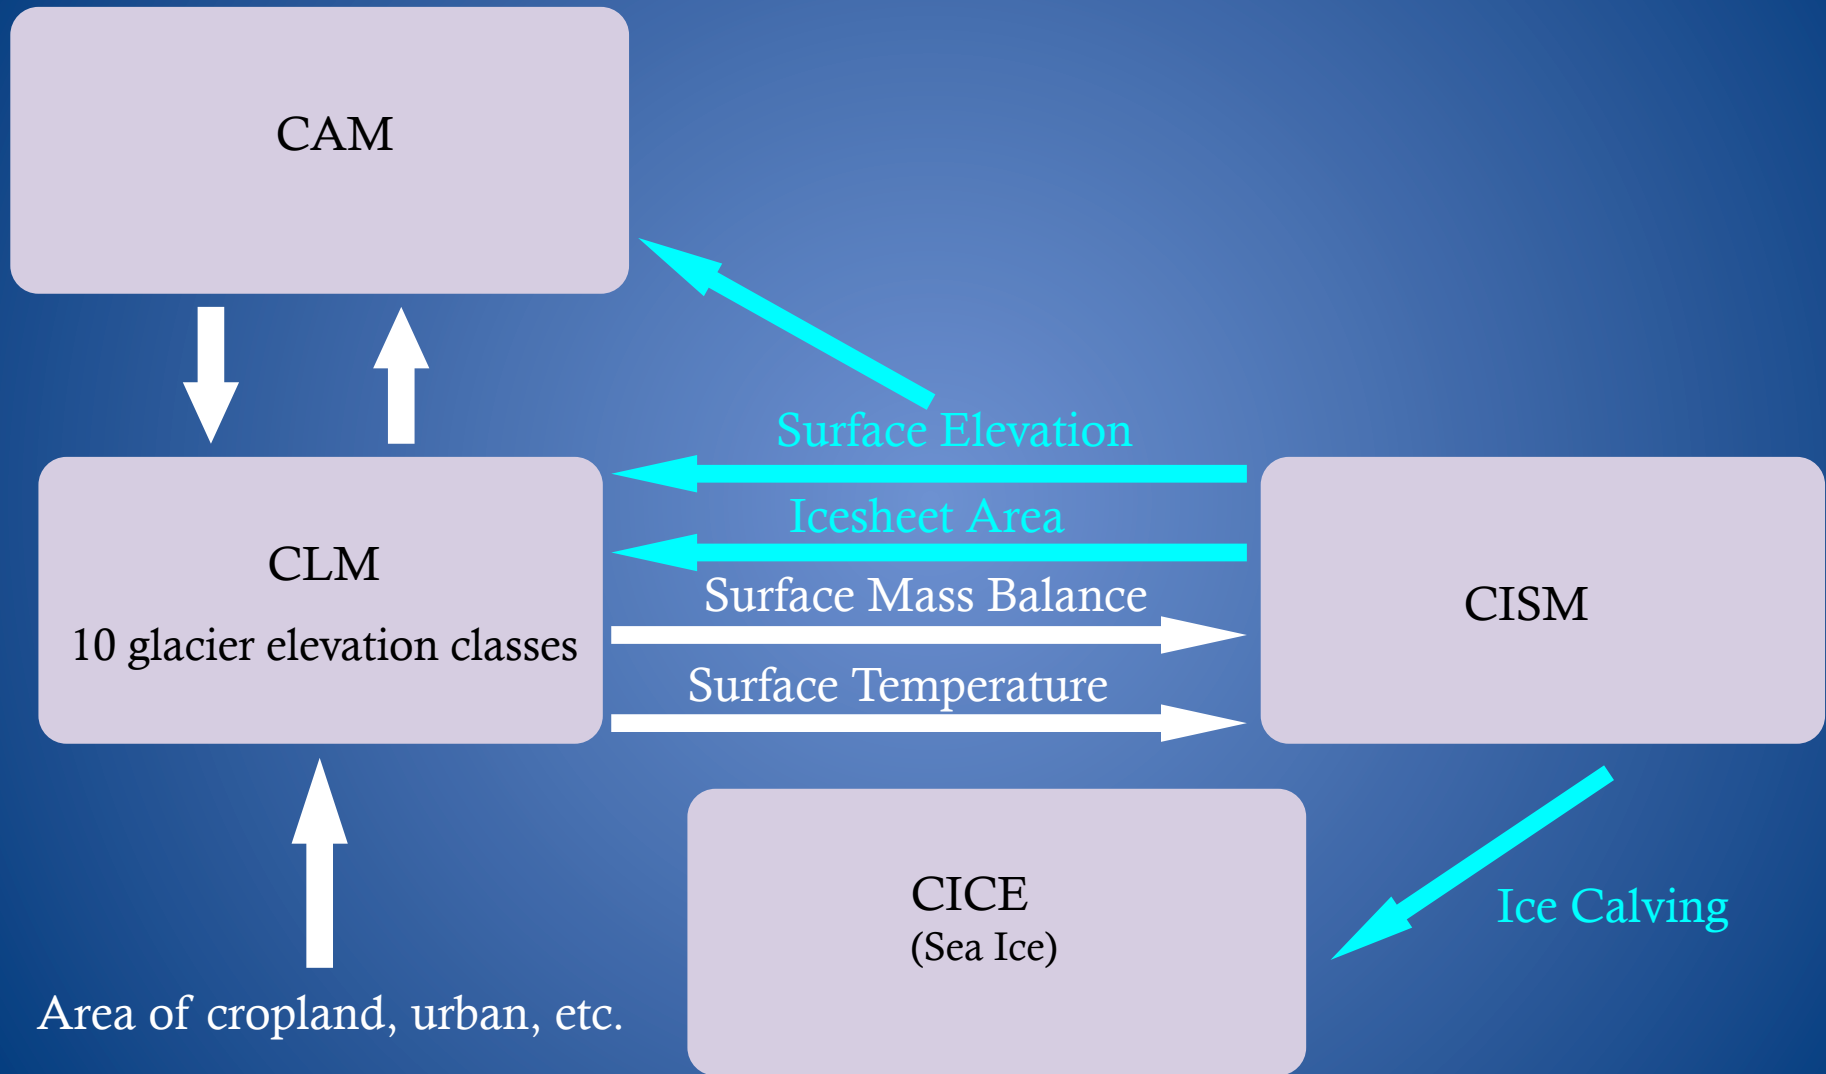 CAM
Surface Elevation
Icesheet Area
CLM
10 glacier elevation classes
Surface Mass Balance
Surface Temperature
CISM
CICE
(Sea Ice)
Ice Calving
Area of cropland, urban, etc.